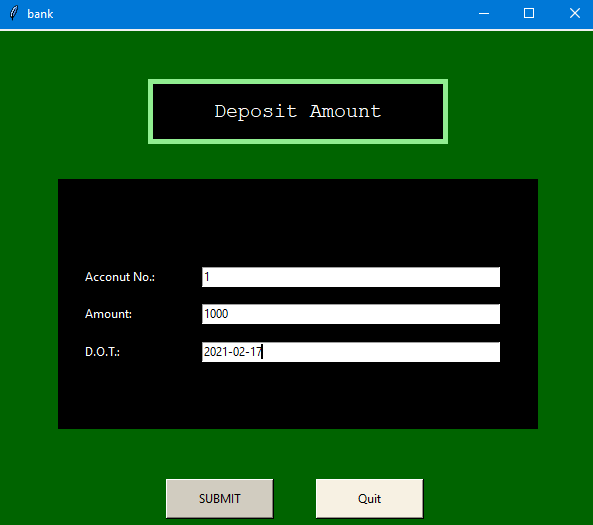 bank
Deposit Amount
Acconut No.: 1
Amount: 1000
D.O.T.: 2021-02-17
SUBMIT Quit